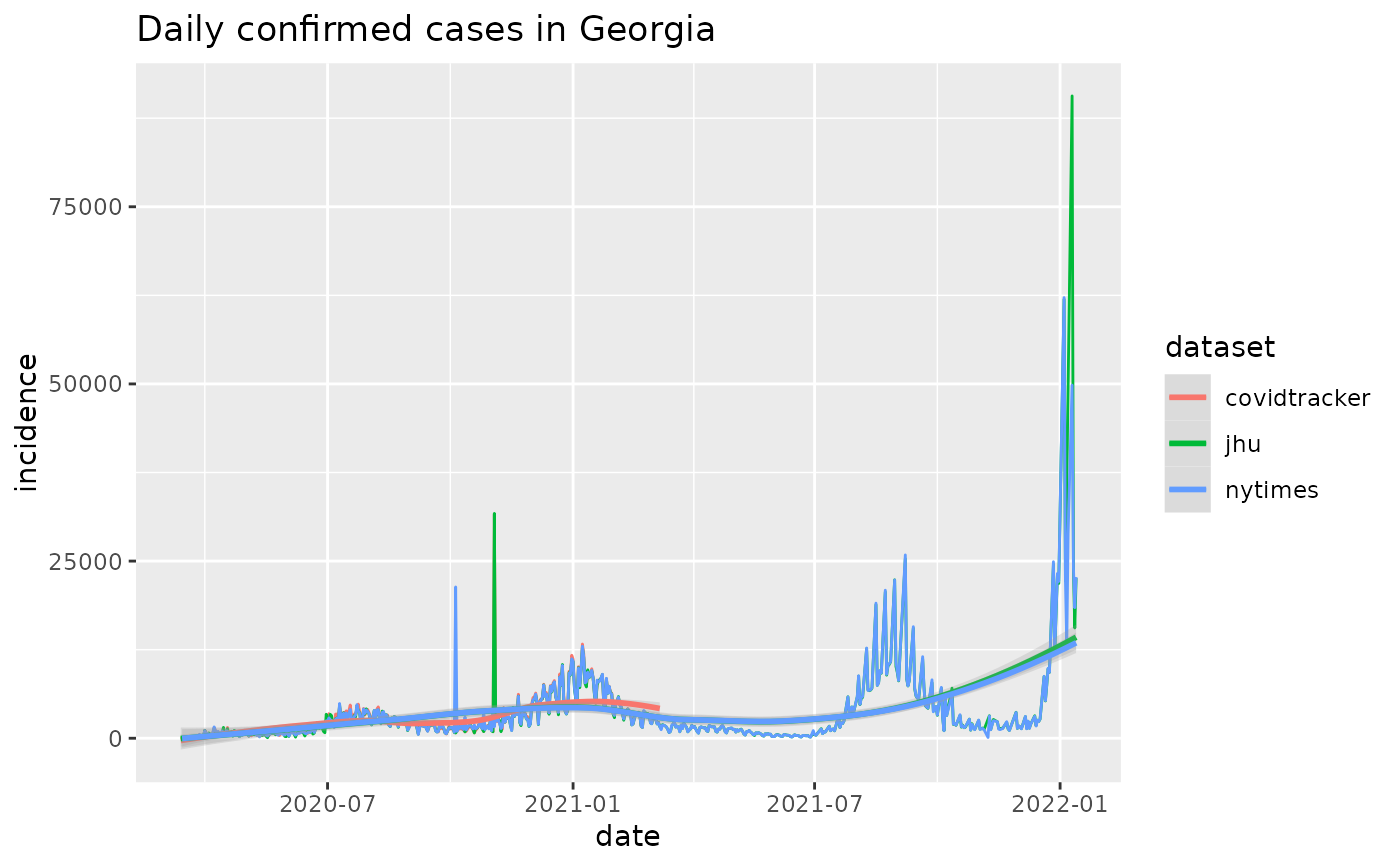 Daily confirmed cases in Georgia
75000
50000
25000
0
incidence
2020-07
2021-01
2021-07
2022-01
date
dataset
covidtracker
jhu
nytimes